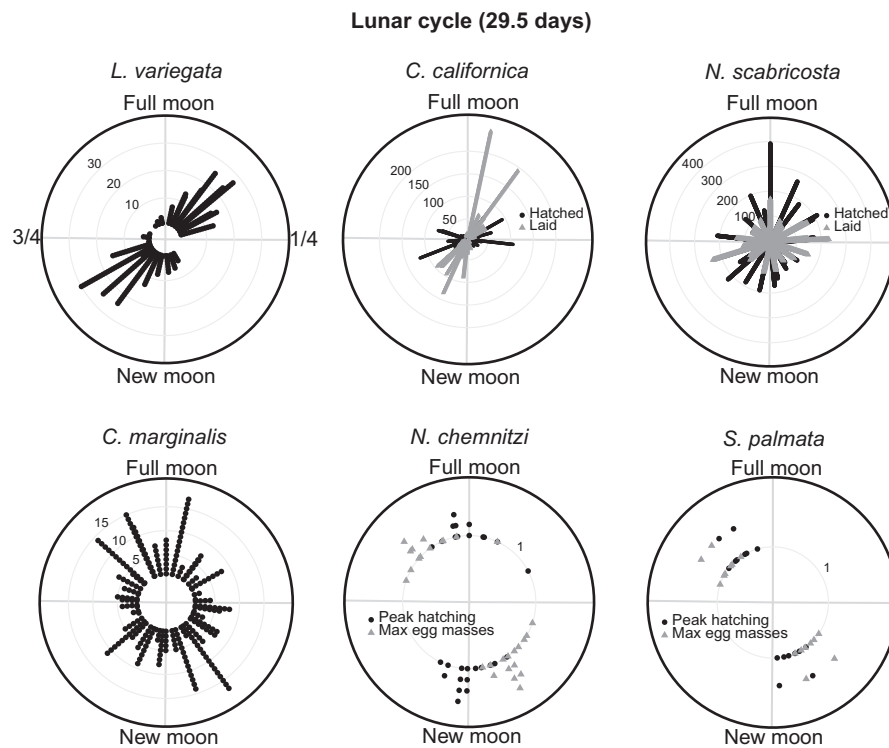 Lunar cycle (29.5 days)
L. variegata
Full moon
30
20
10
3/4
1/4
New moon
C. californica
Full moon
200
150
100
50
Hatched
Laid
New moon
N. scabricosta
Full moon
400
300
200
100
Hatched
Laid
New moon
C. marginalis
Full moon
15
10
5
New moon
N. chemnitzi
Full moon
1
Peak hatching
Max egg masses
New moon
S. palmata
Full moon
1
Peak hatching
Max egg masses
New moon